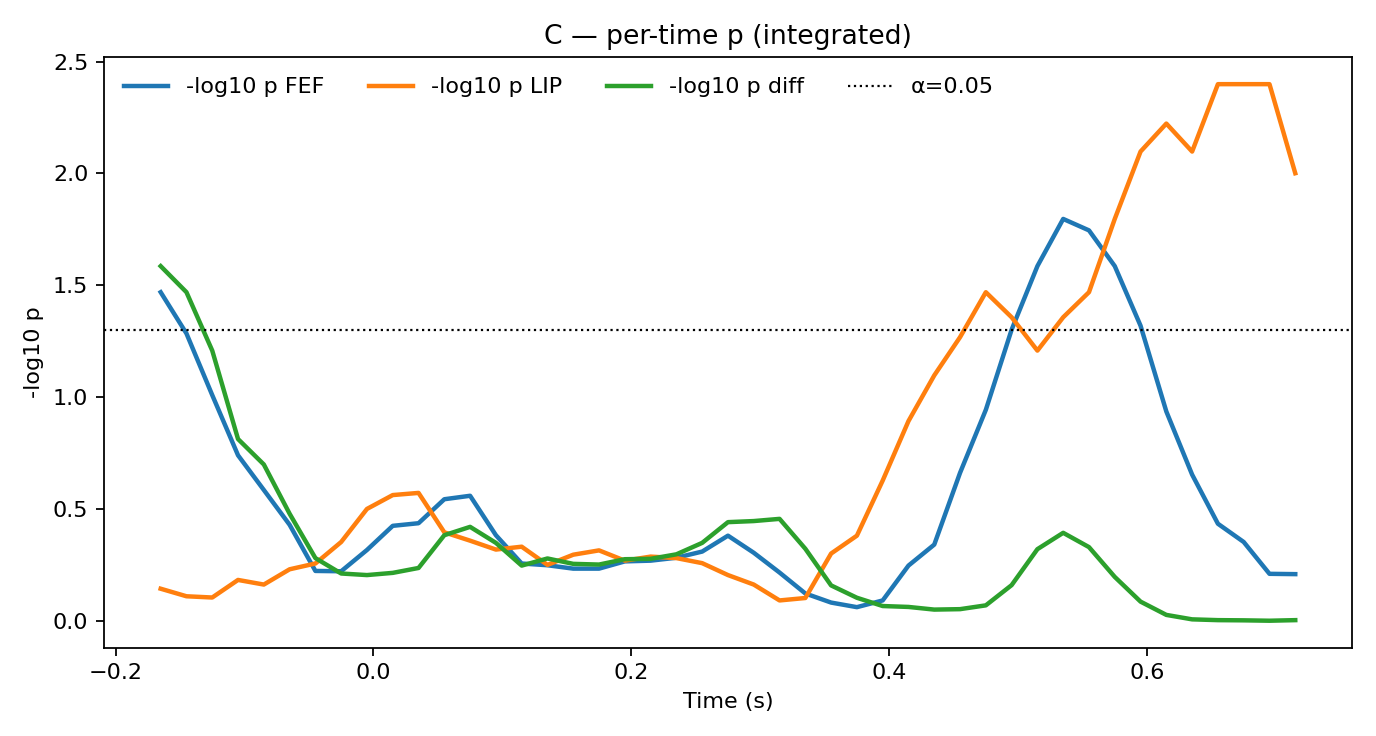 C — per-time p (integrated)
-log10 p FEF -log10 p LIP -log10 p diff α=0.05
2.5
2.0
1.5
1.0
0.5
0.0
-log10 p
−0.2 0.0 0.2 0.4 0.6
Time (s)